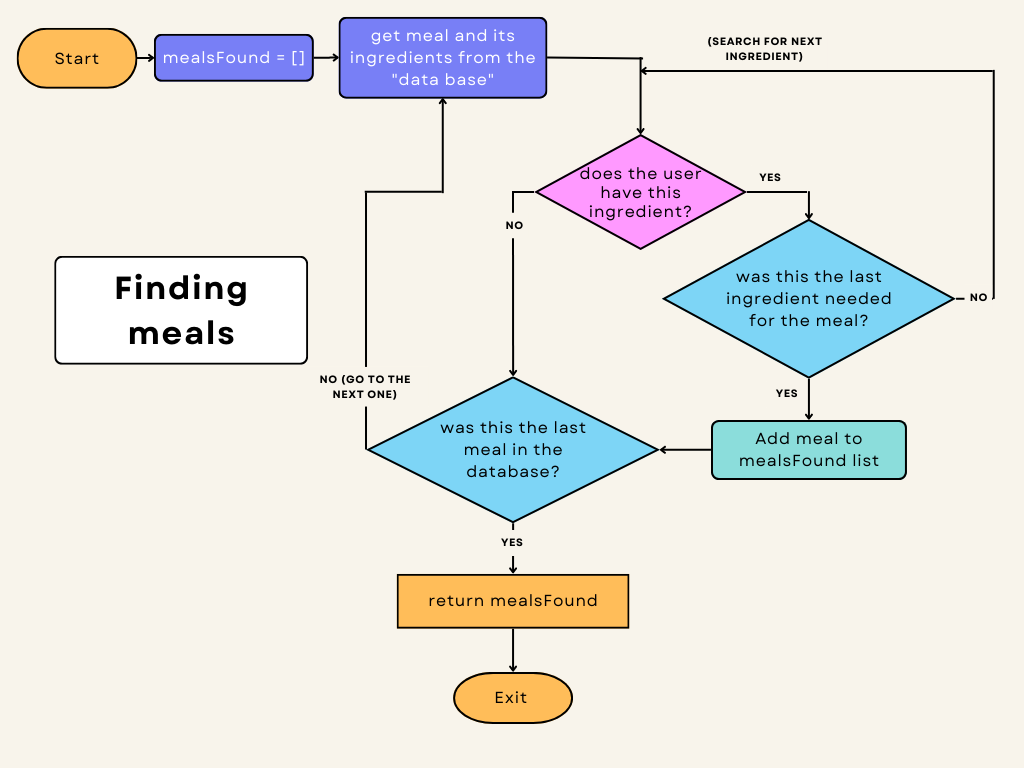 Start
mealsFound = []
get meal and its
ingredients from the
"data base"
(SEARCH FOR NEXT
INGREDIENT)
does the user
have this
ingredient?
YES
NO
was this the last
ingredient needed
for the meal?
NO
Finding
meals
YES
NO (GO TO THE
NEXT ONE)
was this the last
meal in the
database?
Add meal to
mealsFound list
YES
return mealsFound
Exit